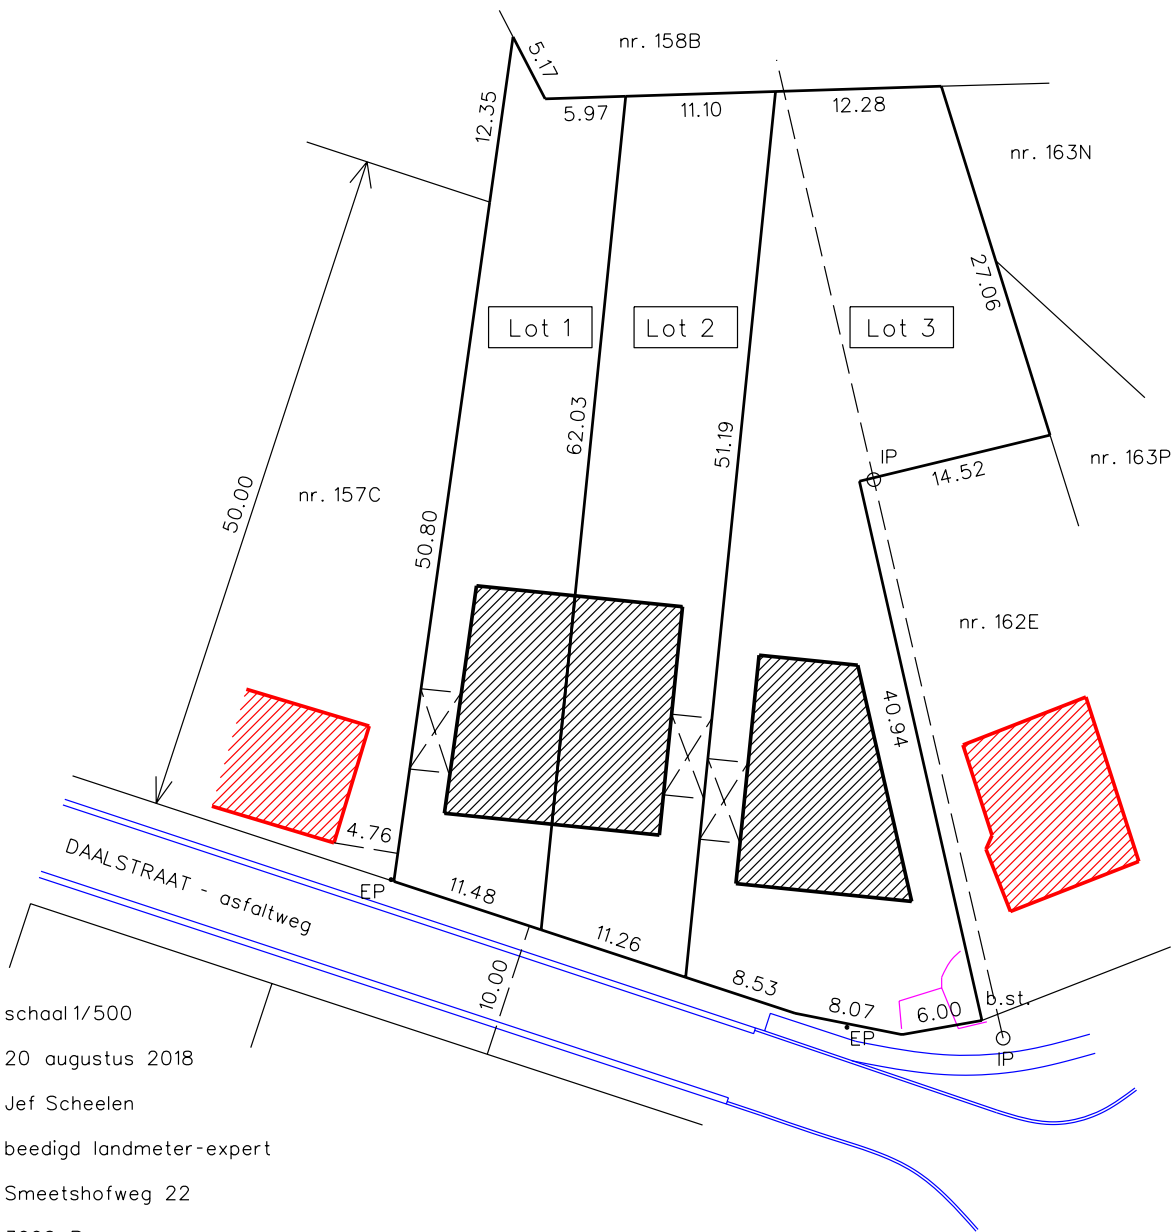 nr. 158B
5.17
12.35
5.97
11.10
12.28
nr. 163N
27.06
Lot 1
Lot 2
Lot 3
62.03
51.19
IP
14.52
nr. 163P
nr. 157C
50.00
50.80
nr. 162E
40.94
4.76
DAALSTRAAT - asfaltweg
EP
11.48
11.26
10.00
8.53
8.07
6.00
b.st.
EP
IP
schaal 1/500
20 augustus 2018
Jef Scheelen
beedigd landmeter-expert
Smeetshofweg 22